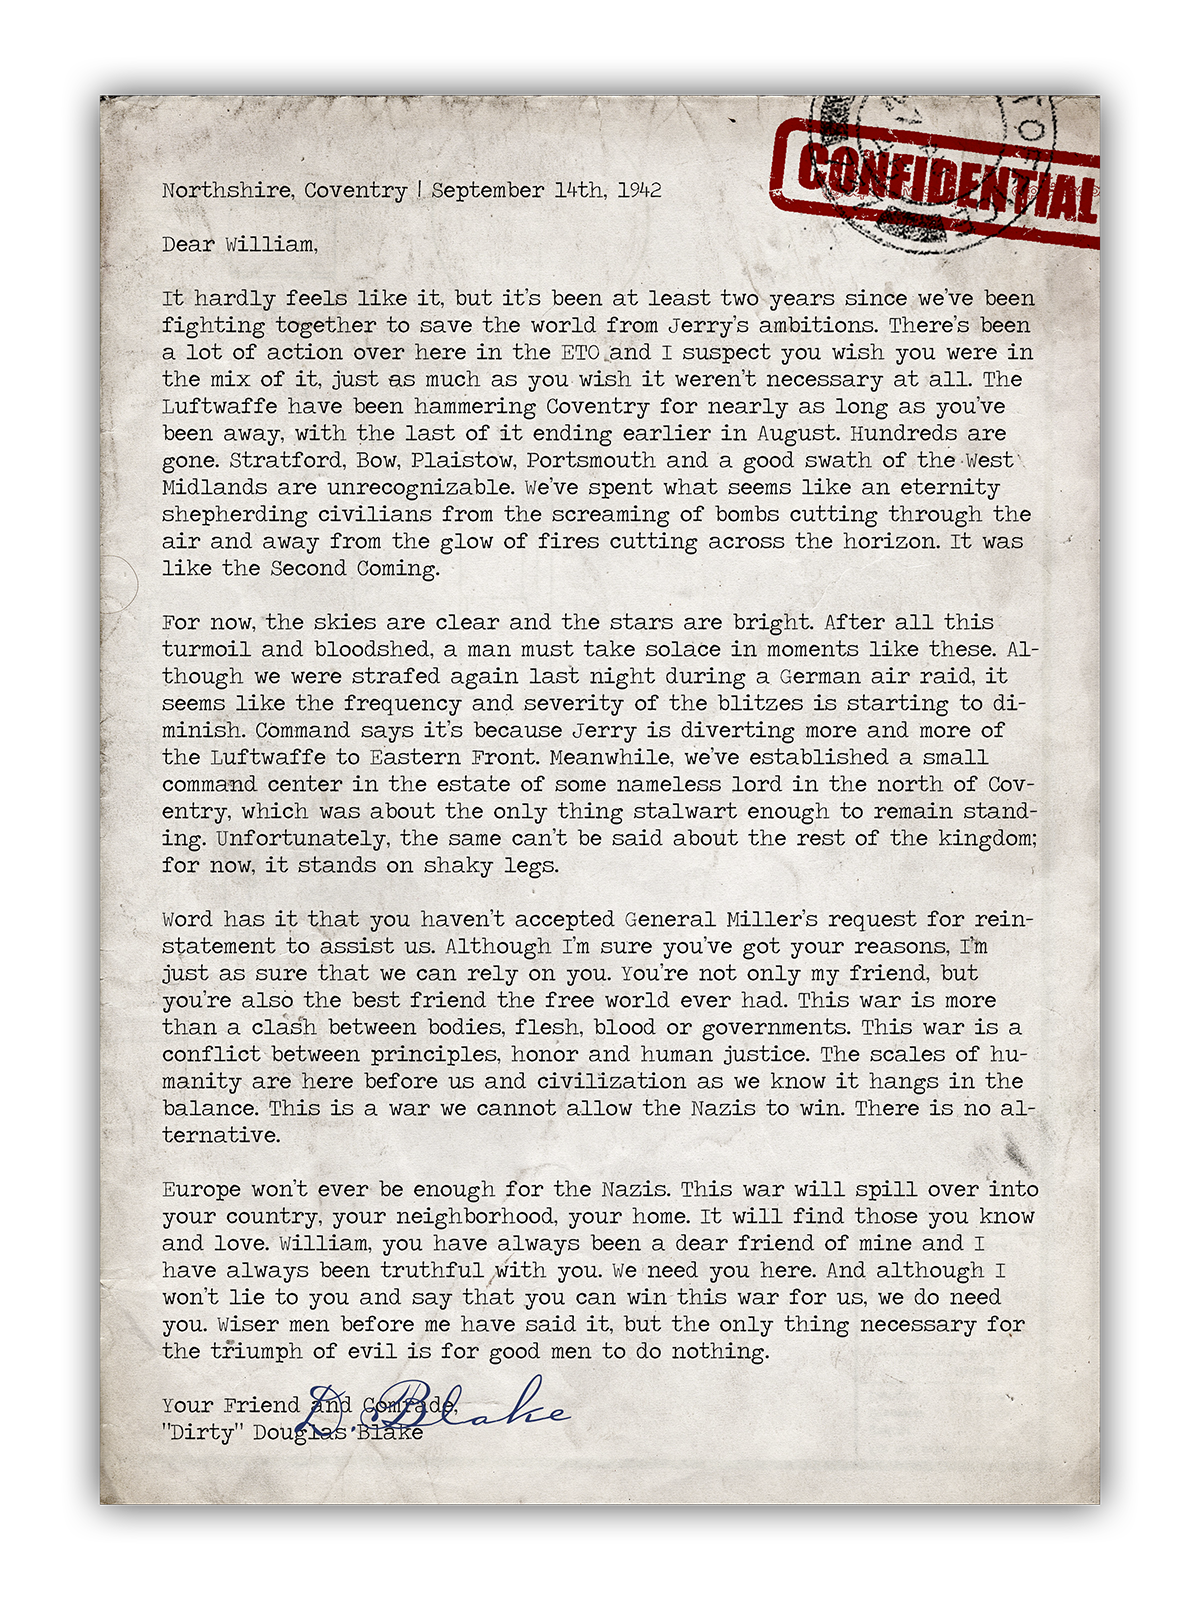 CONFIDENTIAL
Northshire, Coventry | September 14th, 1942
Dear William,
It hardly feels like it, but it's been at least two years since we've been
fighting together to save the world from Jerry's ambitions. There's been
a lot of action over here in the ETO and I suspect you wish you were in
the mix of it, just as much as you wish it weren't necessary at all. The
Luftwaffe have been hammering Coventry for nearly as long as you've
been away, with the last of it ending earlier in August. Hundreds are
gone. Stratford, Bow, Plaistow, Portsmouth and a good swath of the West
Midlands are unrecognizable. We've spent what seems like an eternity
shepherding civilians from the screaming of bombs cutting through the
air and away from the glow of fires cutting across the horizon. It was
like the Second Coming.
For now, the skies are clear and the stars are bright. After all this
turmoil and bloodshed, a man must take solace in moments like these. Al-
though we were strafed again last night during a German air raid, it
seems like the frequency and severity of the blitzes is starting to di-
minish. Command says it's because Jerry is diverting more and more of
the Luftwaffe to Eastern Front. Meanwhile, we've established a small
command center in the estate of some nameless lord in the north of Cov-
entry, which was about the only thing stalwart enough to remain stand-
ing. Unfortunately, the same can't be said about the rest of the kingdom;
for now, it stands on shaky legs.
Word has it that you haven't accepted General Miller's request for rein-
statement to assist us. Although I'm sure you've got your reasons, I'm
just as sure that we can rely on you. You're not only my friend, but
you're also the best friend the free world ever had. This war is more
than a clash between bodies, flesh, blood or governments. This war is a
conflict between principles, honor and human justice. The scales of hu-
manity are here before us and civilization as we know it hangs in the
balance. This is a war we cannot allow the Nazis to win. There is no al-
ternative.
Europe won't ever be enough for the Nazis. This war will spill over into
your country, your neighborhood, your home. It will find those you know
and love. William, you have always been a dear friend of mine and I
have always been truthful with you. We need you here. And although I
won't lie to you and say that you can win this war for us, we do need
you. Wiser men before me have said it, but the only thing necessary for
the triumph of evil is for good men to do nothing.
Your Friend and Comrade,
D. Blake
"Dirty" Douglas Blake